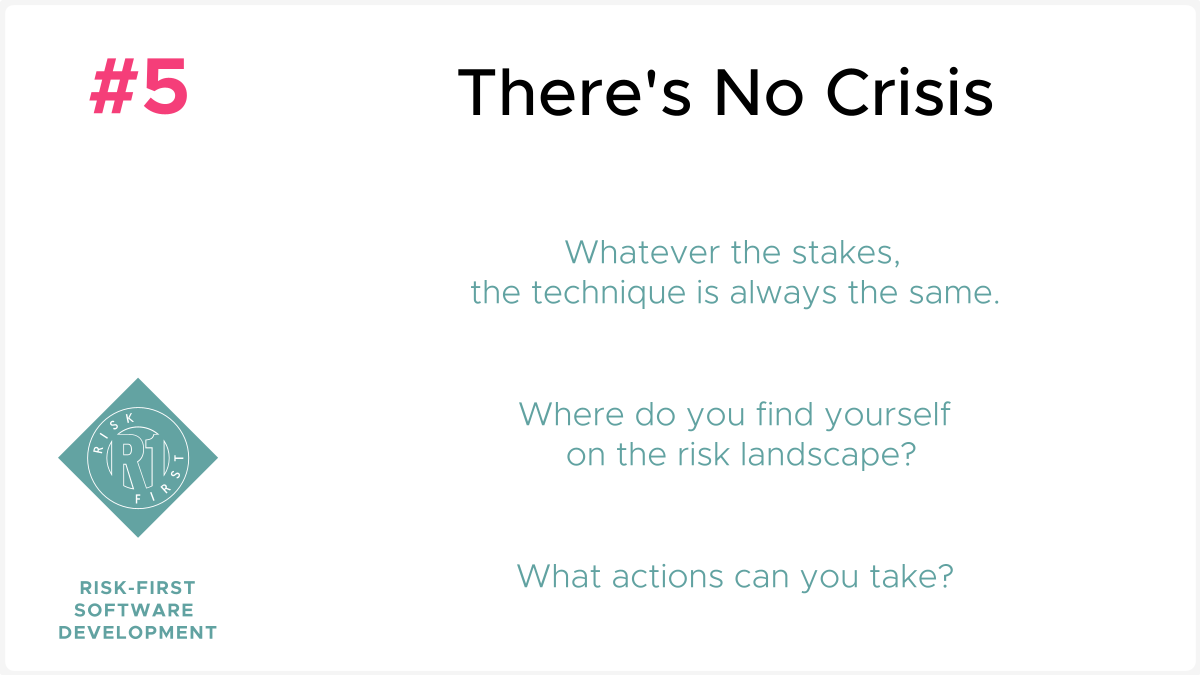 #5
There's No Crisis
Whatever the stakes,
the technique is always the same.
Where do you find yourself
on the risk landscape?
What actions can you take?
RISK
R1
FIRST
RISK-FIRST
SOFTWARE
DEVELOPMENT